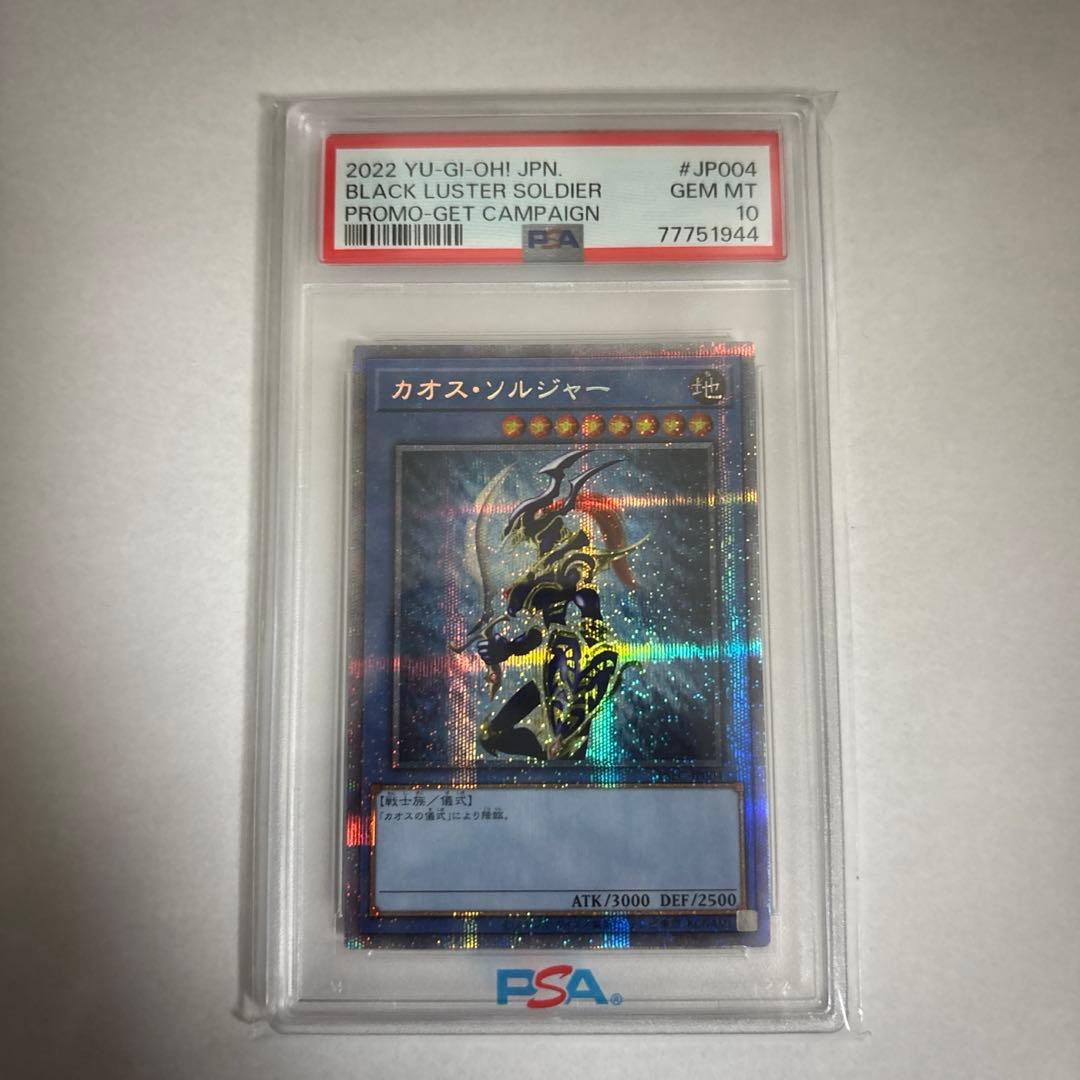 2022 YU-GI-OH! JPN. #JP004
BLACK LUSTER SOLDIER GEM MT
PROMO-GET CAMPAIGN 10
PSA 77751944
カオス・ソルジャー 地
【戦士族／儀式】
「カオスの儀式」により降臨。
ATK/3000 DEF/2500
PSA®